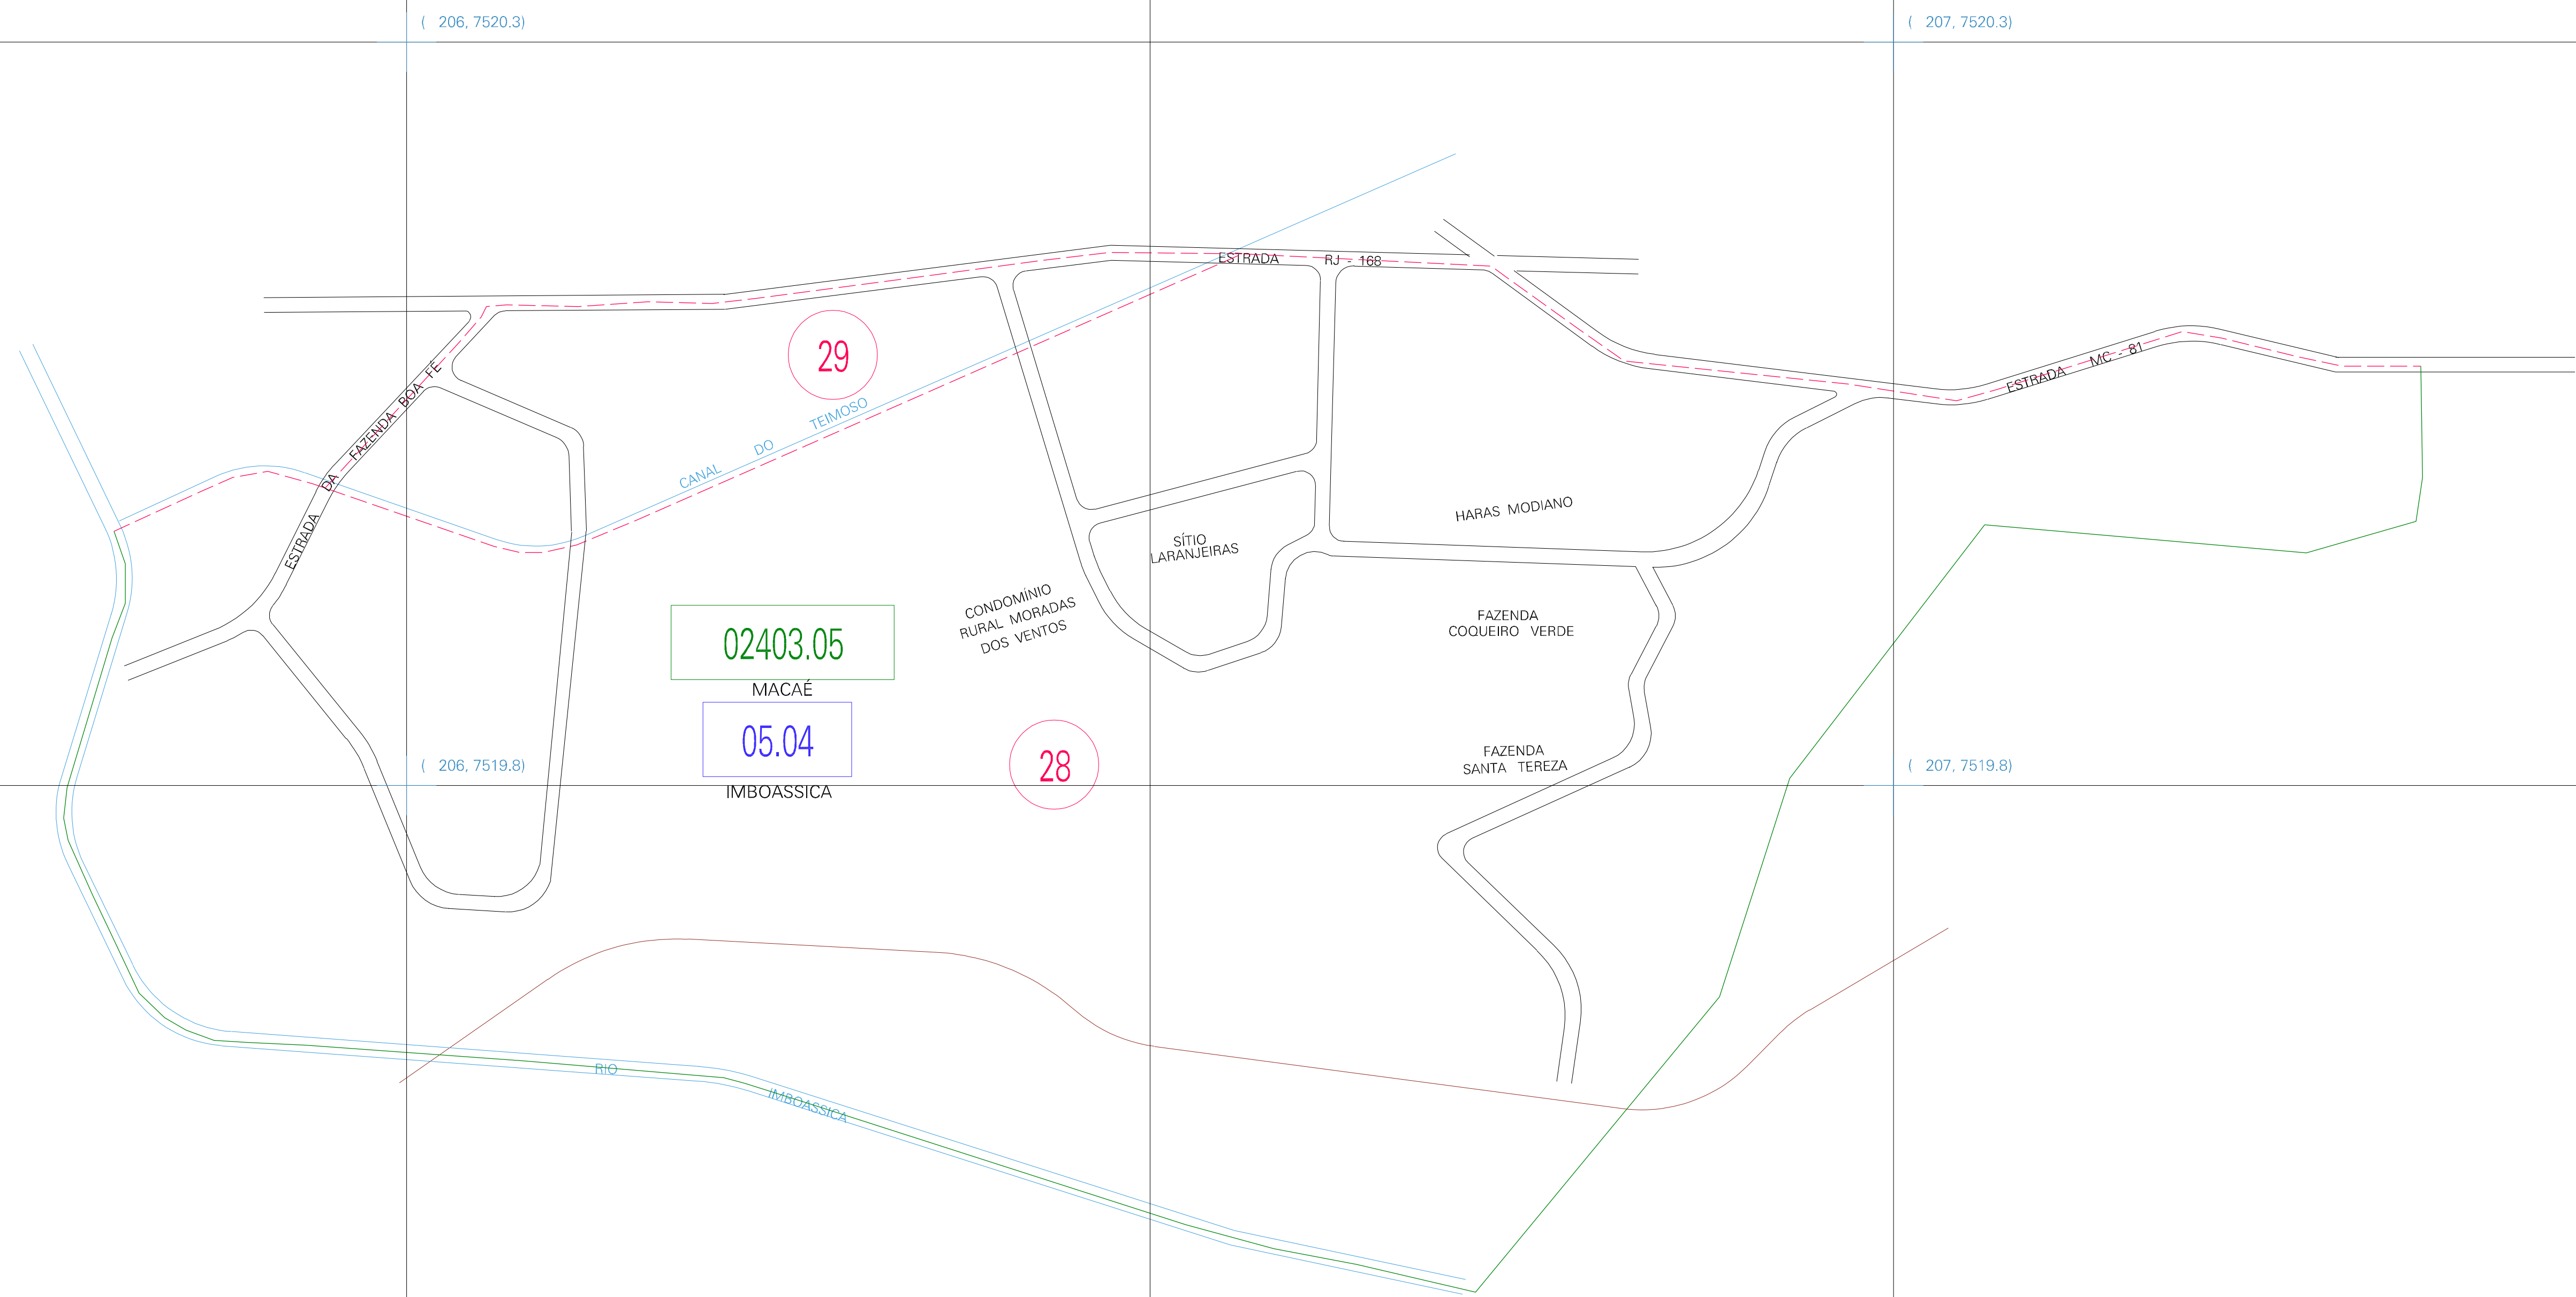 ( 206, 7520.3)
( 207, 7520.3)
ESTRADA RJ - 168
ESTRADA MC - 81
ESTRADA DA FAZENDA BOA FÉ
29
CANAL DO TEIMOSO
HARAS MODIANO
SÍTIO
LARANJEIRAS
CONDOMÍNIO
RURAL MORADAS
DOS VENTOS
FAZENDA
COQUEIRO VERDE
02403.05
MACAÉ
05.04
IMBOASSICA
28
FAZENDA
SANTA TEREZA
( 206, 7519.8)
( 207, 7519.8)
RIO IMBOASSICA